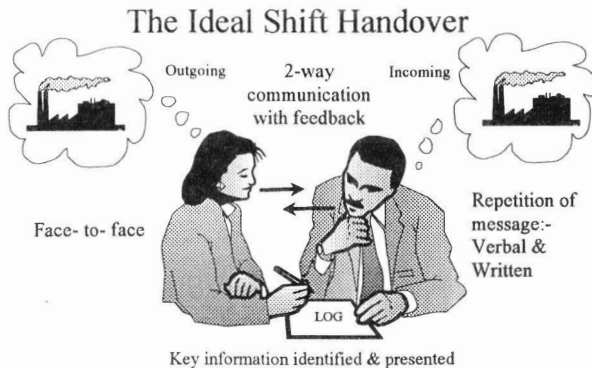 The Ideal Shift Handover
Outgoing
2-way
communication
with feedback
Incoming
Face- to- face
Repetition of
message:-
Verbal &
Written
LOG
Key information identified & presented